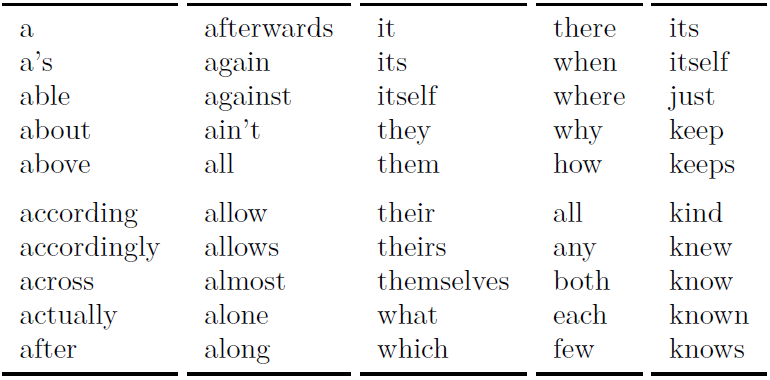 a afterwards it there its
a's again its when itself
able against itself where just
about ain't they why keep
above all them how keeps
according allow their all kind
accordingly allows theirs any knew
across almost themselves both know
actually alone what each known
after along which few knows